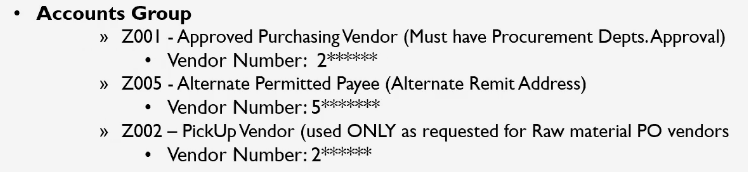 • Accounts Group
» Z001 - Approved Purchasing Vendor (Must have Procurement Depts. Approval)
• Vendor Number: 2******
» Z005 - Alternate Permitted Payee (Alternate Remit Address)
• Vendor Number: 5*******
» Z002 – PickUp Vendor (used ONLY as requested for Raw material PO vendors
• Vendor Number: 2******